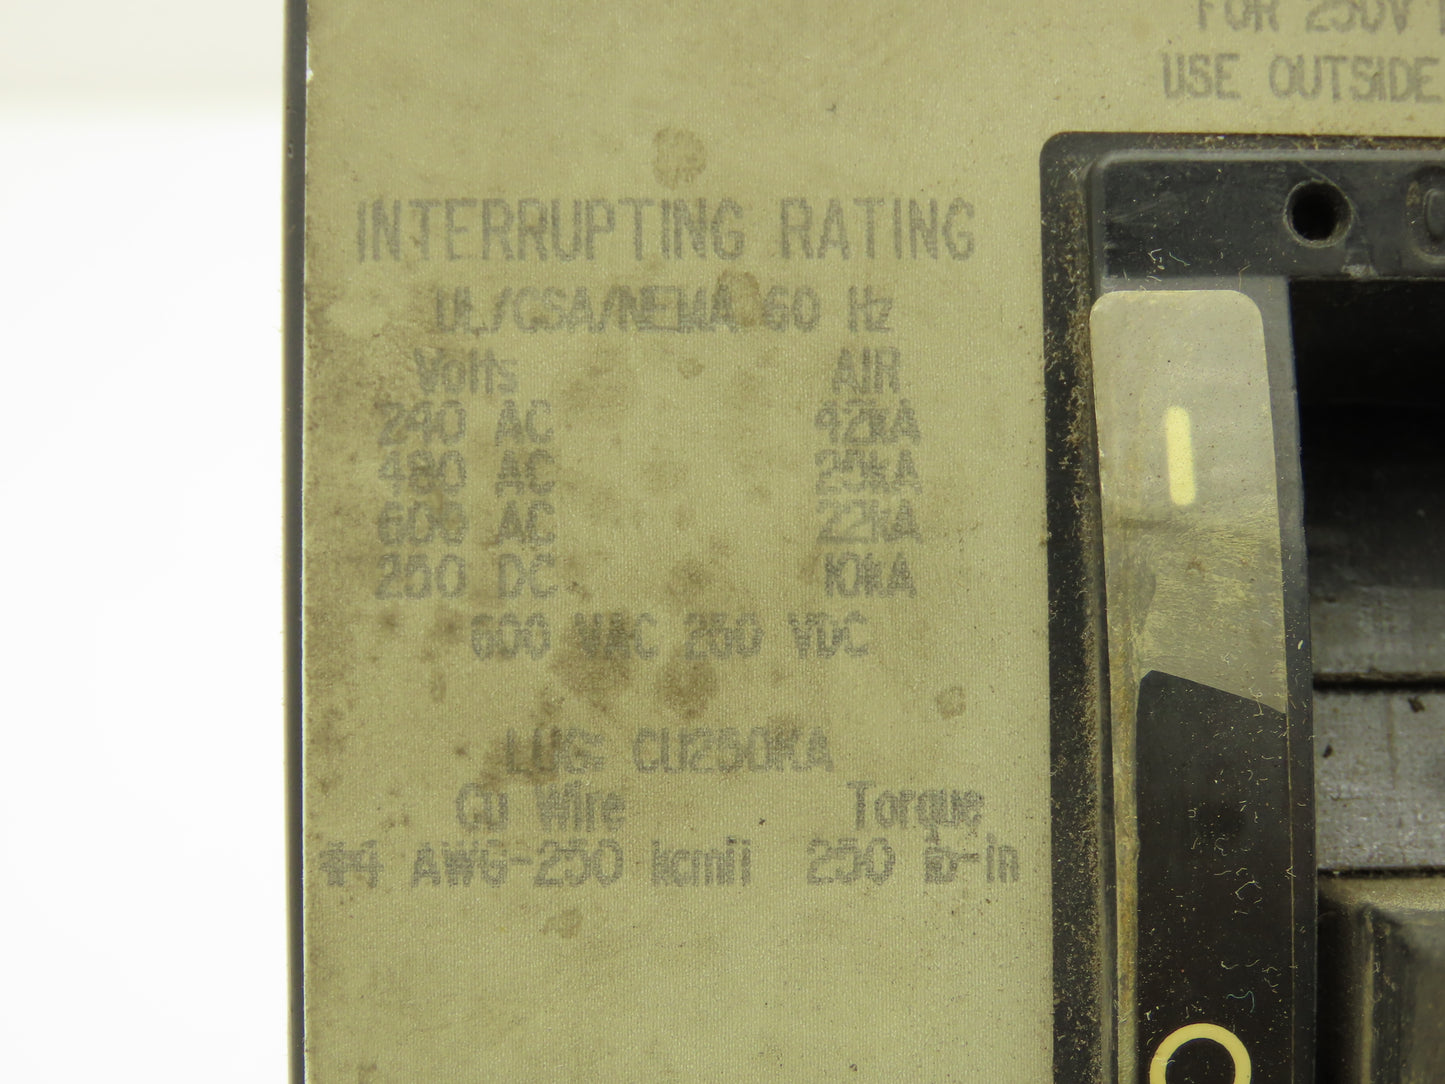 FOR 250V
USE OUTSIDE
INTERRUPTING RATING
UL/CSA/NEMA 60 Hz
Volts AIR
240 AC 42kA
480 AC 25kA
600 AC 22kA
250 DC 10kA
600 VAC 250 VDC
LUG: CU250KA
Cu Wire Torque
#4 AWG-250 kcmil 250 lb-in